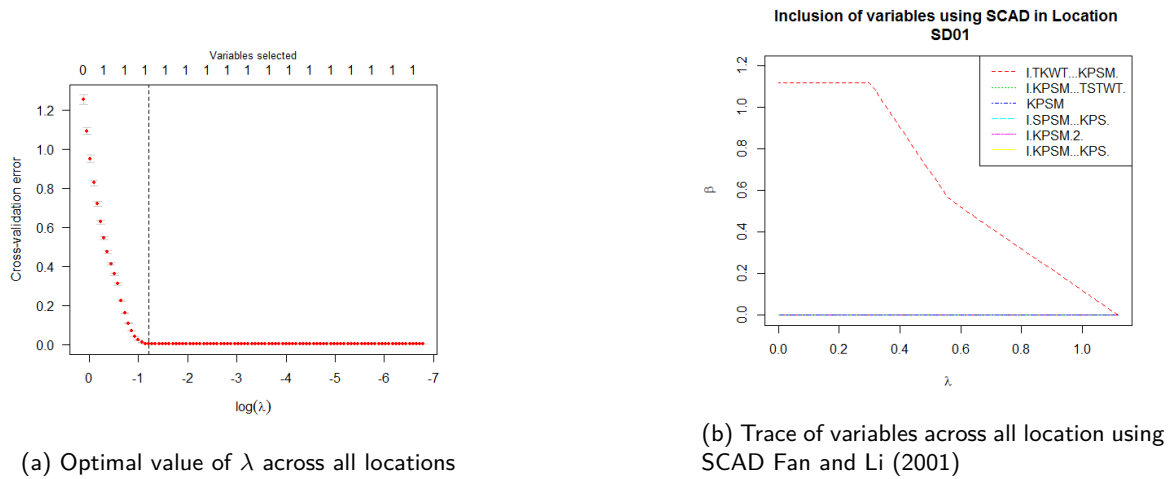 Variables selected
0 1 1 1 1 1 1 1 1 1 1 1 1 1 1 1 1
Cross-validation error
1.2
1.0
0.8
0.6
0.4
0.2
0.0
0 -1 -2 -3 -4 -5 -6 -7
log(λ)
(a) Optimal value of λ across all locations
Inclusion of variables using SCAD in Location
SD01
I.TKWT...KPSM.
I.KPSM...TSTWT.
KPSM
I.SPSM...KPS.
I.KPSM.2.
I.KPSM...KPS.
β
1.2
1.0
0.8
0.6
0.4
0.2
0.0
0.0 0.2 0.4 0.6 0.8 1.0
λ
(b) Trace of variables across all location using
SCAD Fan and Li (2001)